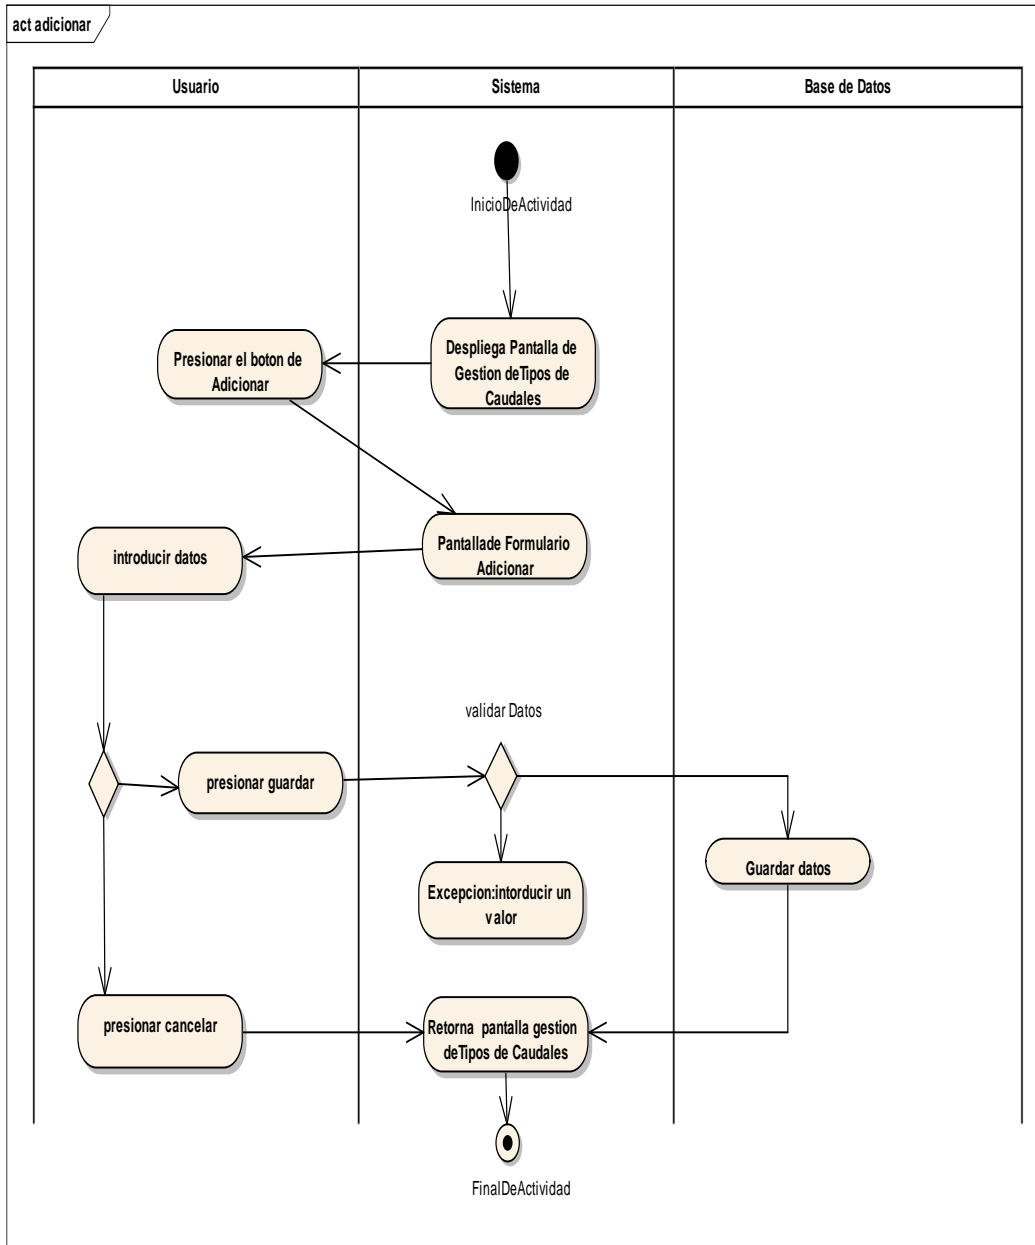 act adicionar
Usuario
Sistema
Base de Datos
InicioDeActividad
Despliega Pantalla de
Gestion deTipos de
Caudales
Presionar el boton de
Adicionar
Pantallade Formulario
Adicionar
introducir datos
validar Datos
presionar guardar
Excepcion:intorducir un
valor
Guardar datos
presionar cancelar
Retorna pantalla gestion
deTipos de Caudales
FinalDeActividad